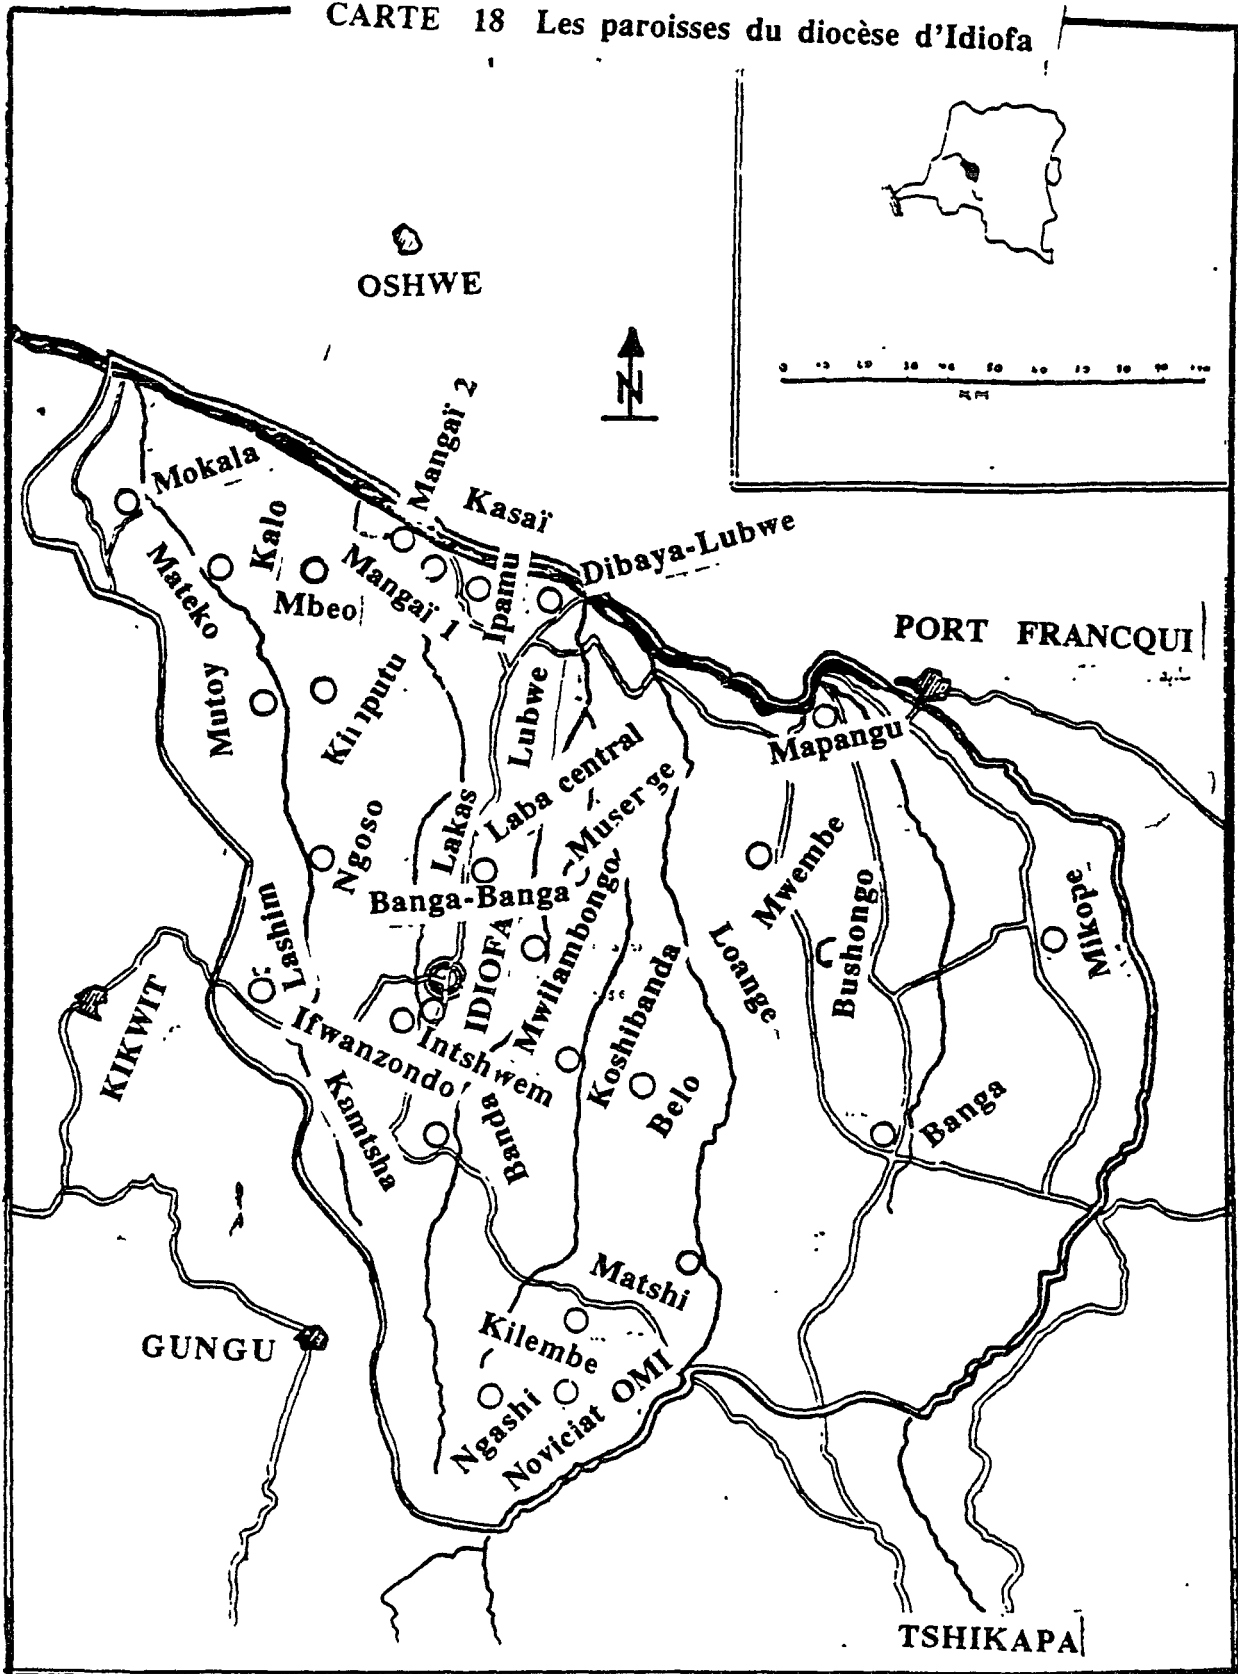 CARTE 18 Les paroisses du diocèse d'Idiofa
OSHWE
N
Mangaï 2
Kasaï
Mokala
Kalo
Dibaya-Lubwe
Mateko
Mbeo
Mangaï 1
Ipamu
PORT FRANCQUI
Mutoy
Lubwe
Mapangu
Laba central
Ngoso
Lakas
Mwembe
Banga-Banga
Bushongo
Mikope
Lashim
IDIOFA
Mwilambongo
Koshibanda
Loange
KIKWIT
Ifwanzondo
Intshwem
Kamtsha
Banda
Belo
Banga
Matshi
GUNGU
Kilembe
Ngashi
Noviciat OMI
TSHIKAPA